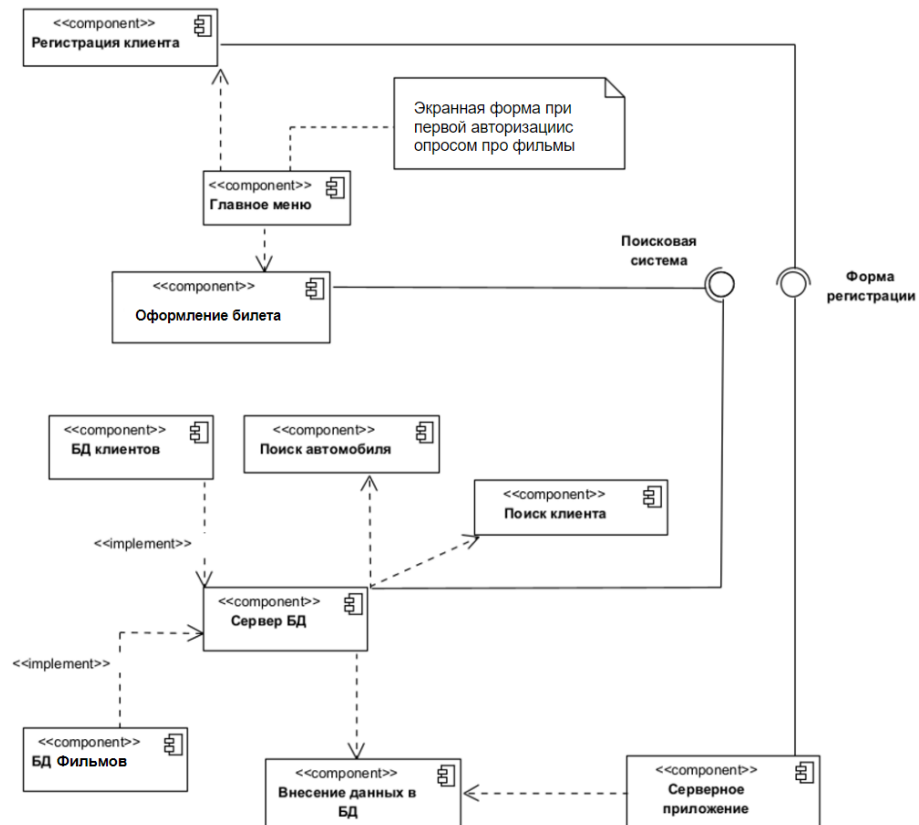 <<component>>
Регистрация клиента
Экранная форма при
первой авторизациис
опросом про фильмы
<<component>>
Главное меню
Поисковая
система
Форма
регистрации
<<component>>
Оформление билета
<<component>>
БД клиентов
<<component>>
Поиск автомобиля
<<component>>
Поиск клиента
<<implement>>
<<component>>
Сервер БД
<<implement>>
<<component>>
БД Фильмов
<<component>>
Внесение данных в
БД
<<component>>
Серверное
приложение